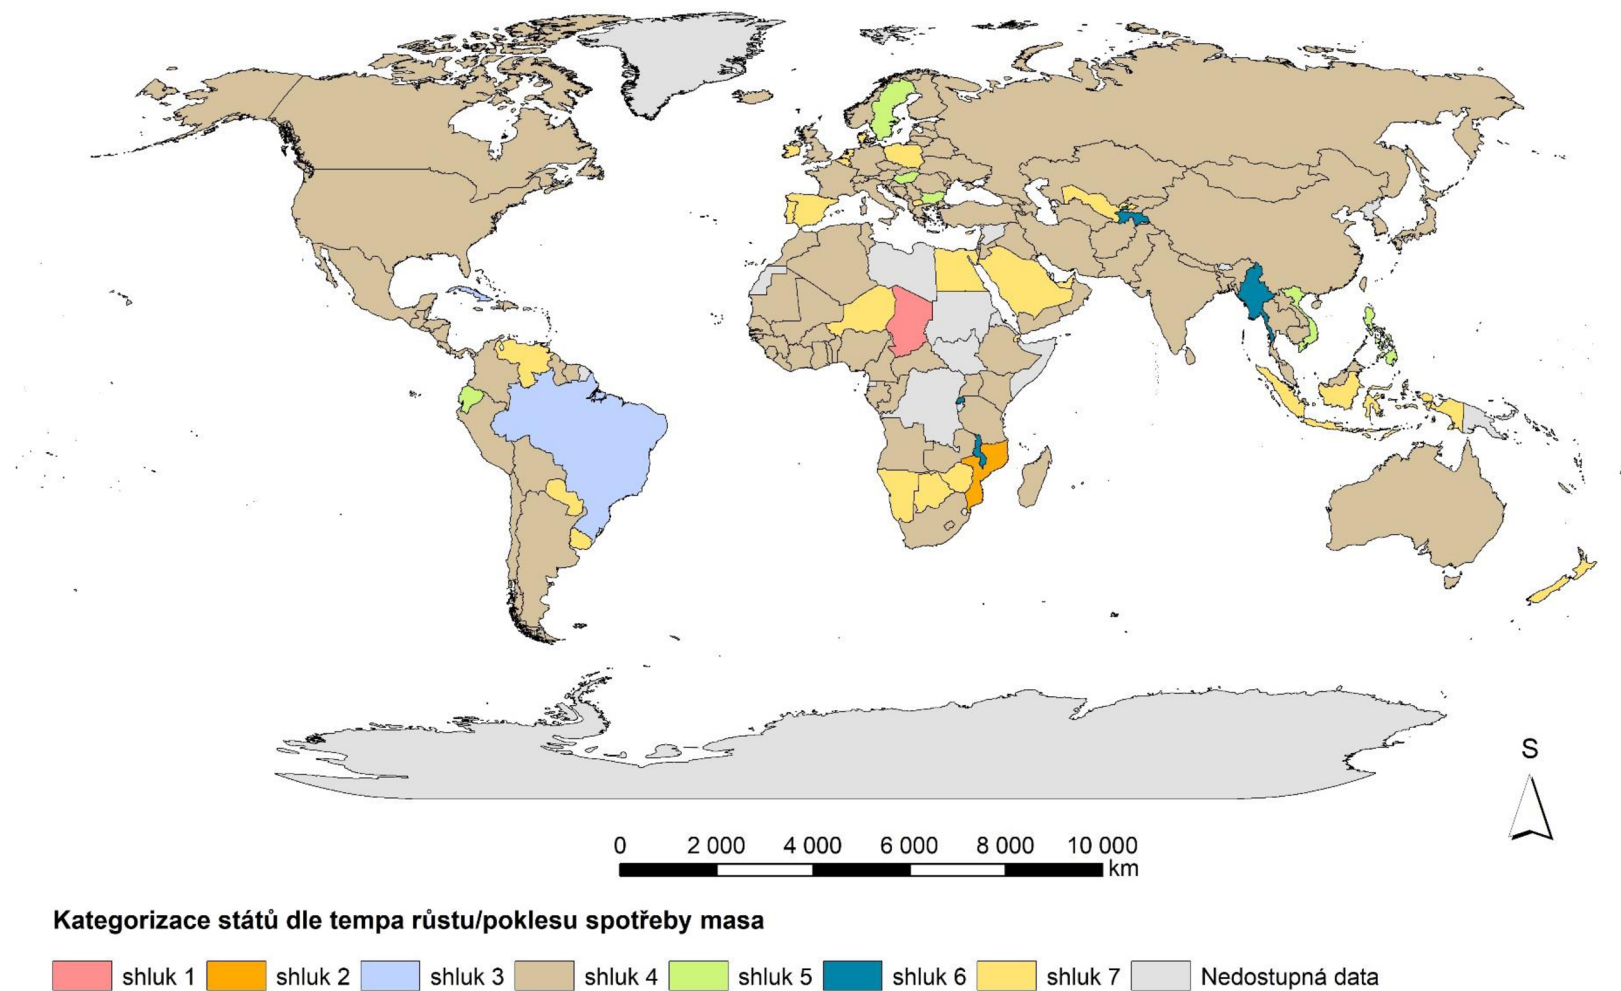 S
0 2 000 4 000 6 000 8 000 10 000
km
Kategorizace států dle tempa růstu/poklesu spotřeby masa
shluk 1 shluk 2 shluk 3 shluk 4 shluk 5 shluk 6 shluk 7 Nedostupná data